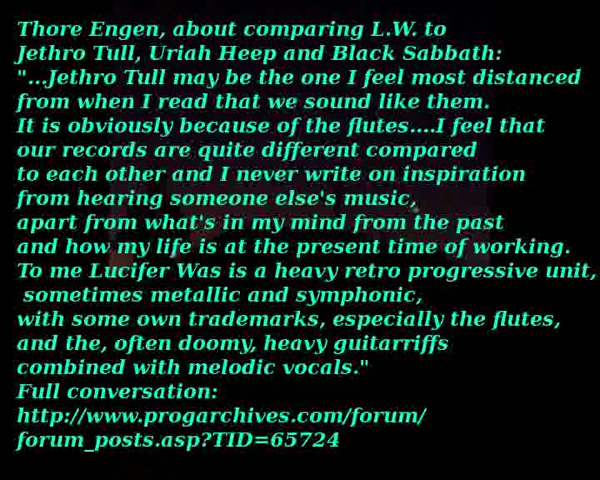 Thore Engen, about comparing L.W. to
Jethro Tull, Uriah Heep and Black Sabbath:
"...Jethro Tull may be the one I feel most distanced
from when I read that we sound like them.
It is obviously because of the flutes....I feel that
our records are quite different compared
to each other and I never write on inspiration
from hearing someone else's music,
apart from what's in my mind from the past
and how my life is at the present time of working.
To me Lucifer Was is a heavy retro progressive unit,
sometimes metallic and symphonic,
with some own trademarks, especially the flutes,
and the, often doomy, heavy guitarriffs
combined with melodic vocals."
Full conversation:
http://www.progarchives.com/forum/
forum_posts.asp?TID=65724